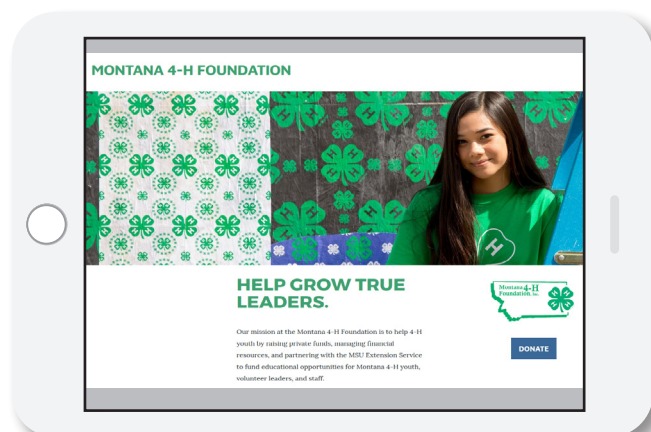 MONTANA 4-H FOUNDATION
HELP GROW TRUE
LEADERS.
Our mission at the Montana 4-H Foundation is to help 4-H
youth by raising private funds, managing financial
resources, and partnering with the MSU Extension Service
to fund educational opportunities for Montana 4-H youth,
volunteer leaders, and staff.
Montana 4-H
Foundation, Inc.
DONATE